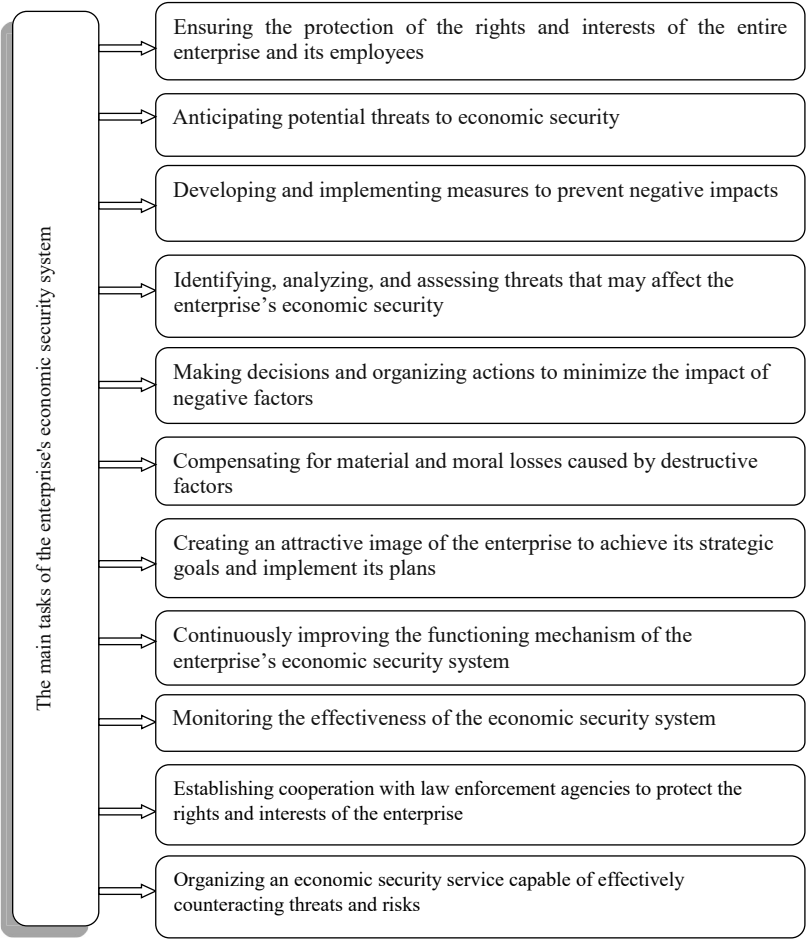 The main tasks of the enterprise's economic security system
Ensuring the protection of the rights and interests of the entire
enterprise and its employees
Anticipating potential threats to economic security
Developing and implementing measures to prevent negative impacts
Identifying, analyzing, and assessing threats that may affect the
enterprise’s economic security
Making decisions and organizing actions to minimize the impact of
negative factors
Compensating for material and moral losses caused by destructive
factors
Creating an attractive image of the enterprise to achieve its strategic
goals and implement its plans
Continuously improving the functioning mechanism of the
enterprise’s economic security system
Monitoring the effectiveness of the economic security system
Establishing cooperation with law enforcement agencies to protect the
rights and interests of the enterprise
Organizing an economic security service capable of effectively
counteracting threats and risks